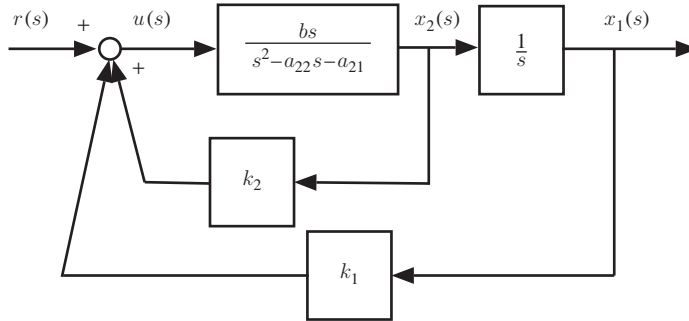 r(s) + u(s) bs x₂(s) 1 x₁(s)
s²−a₂₂s−a₂₁ s
+
k₂
k₁